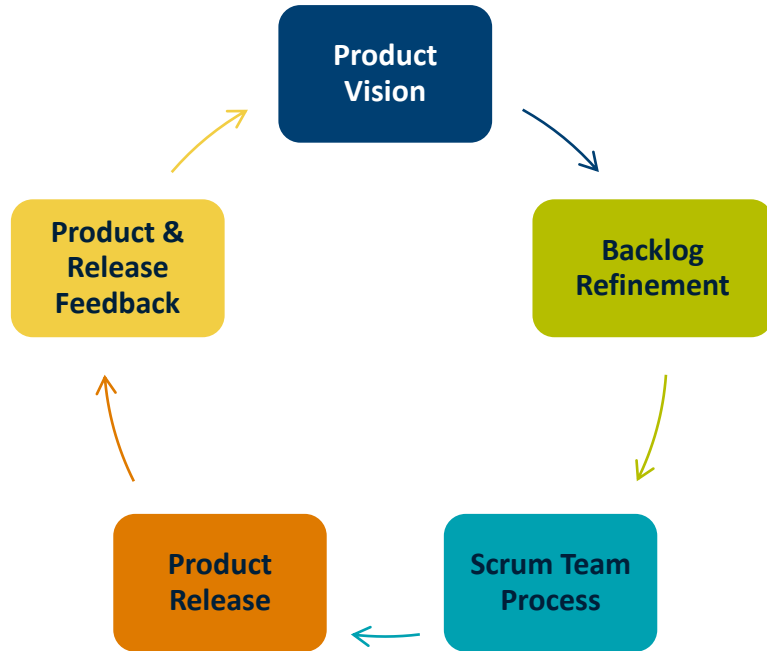 Product
Vision
Backlog
Refinement
Scrum Team
Process
Product
Release
Product &
Release
Feedback